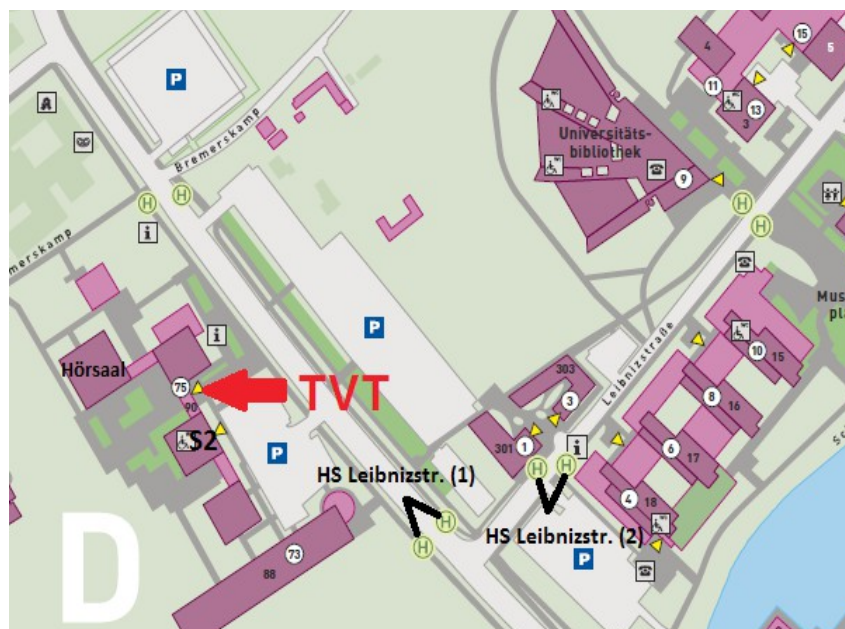 4
15
5
11
13
3
P
Bremerskamp
Universitäts-
bibliothek
9
H
H
H
H
i
merskamp
Mus
pla
P
i
Leibnizstraße
Hörsaal
75
TVT
90
S2
303
3
10
15
8
16
301
1
i
6
17
P
HS Leibnizstr. (1)
H
H
4
18
H
H
HS Leibnizstr. (2)
P
D
73
88